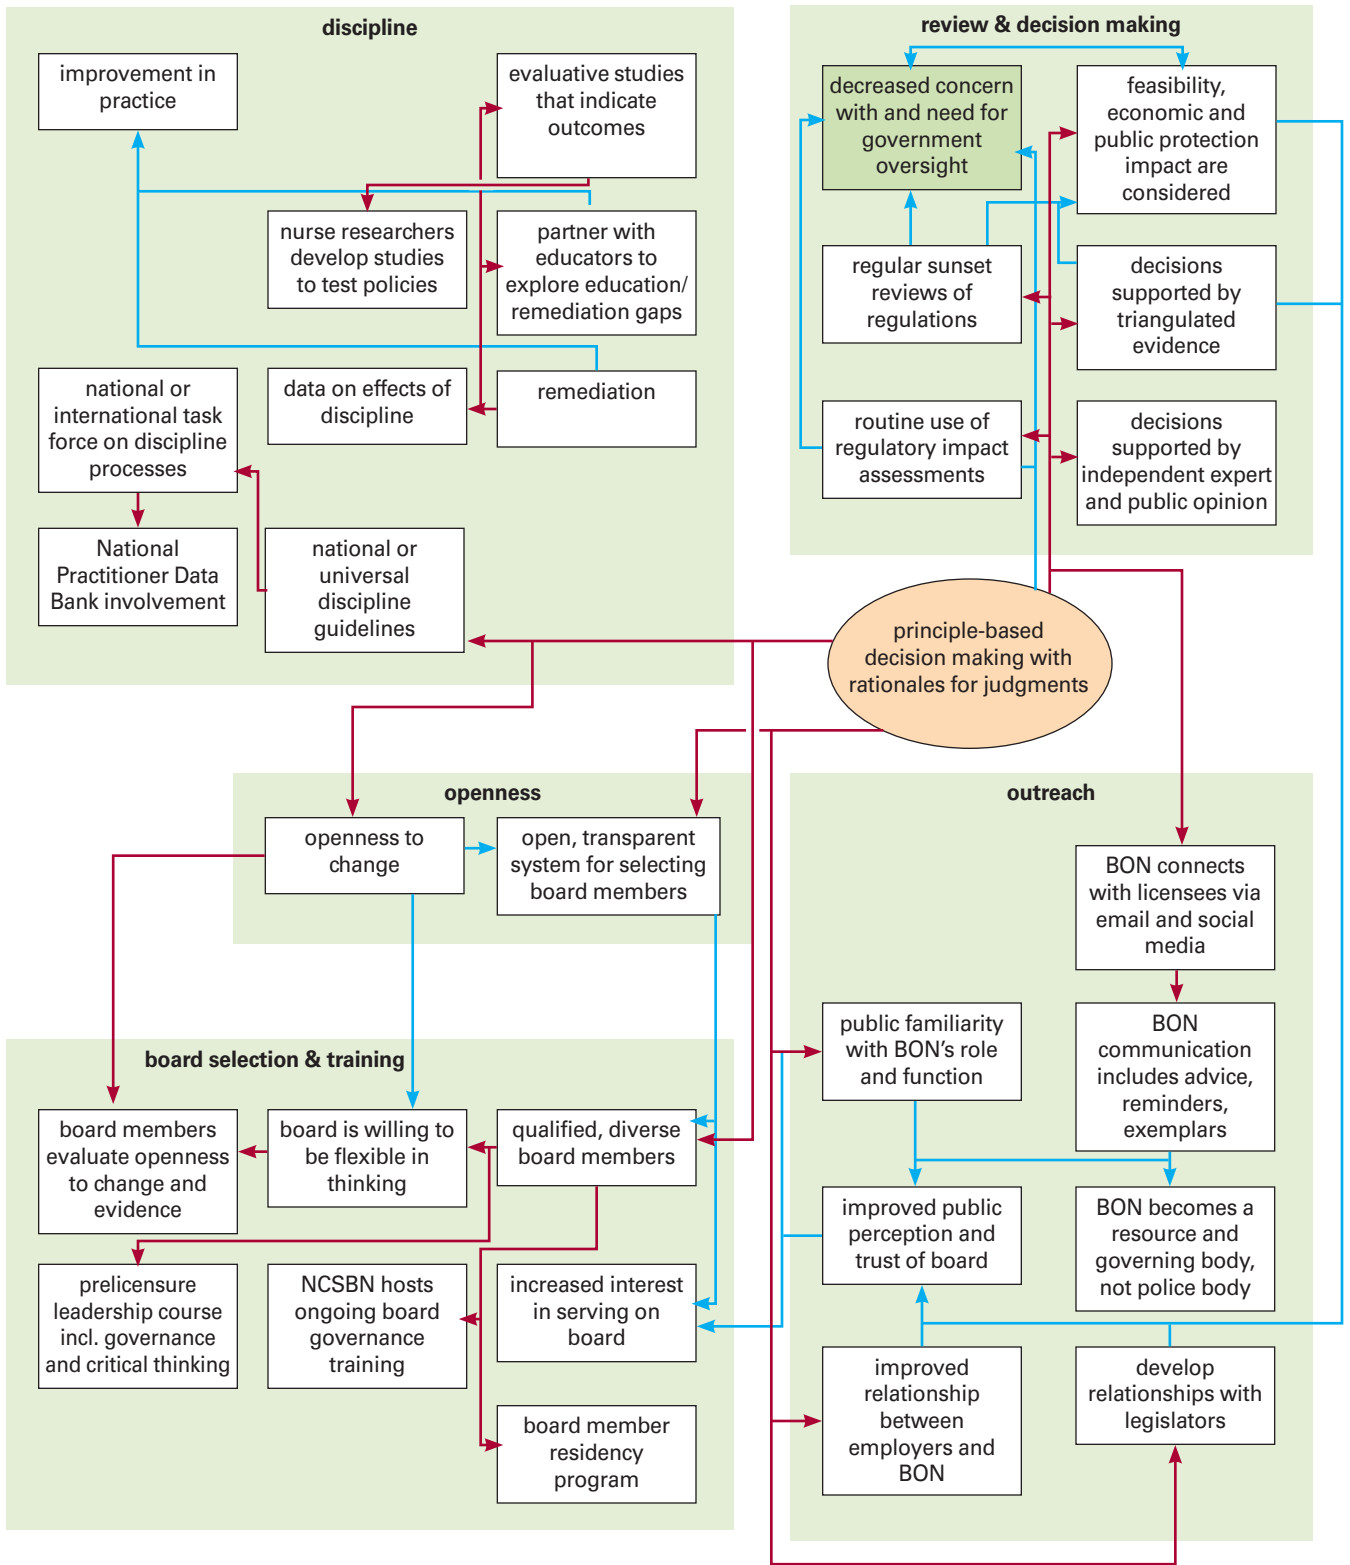 discipline
improvement in
practice
evaluative studies
that indicate
outcomes
nurse researchers
develop studies
to test policies
partner with
educators to
explore education/
remediation gaps
national or
international task
force on discipline
processes
data on effects of
discipline
remediation
National
Practitioner Data
Bank involvement
national or
universal
discipline
guidelines
review & decision making
decreased concern
with and need for
government
oversight
feasibility,
economic and
public protection
impact are
considered
regular sunset
reviews of
regulations
decisions
supported by
triangulated
evidence
routine use of
regulatory impact
assessments
decisions
supported by
independent expert
and public opinion
principle-based
decision making with
rationales for judgments
openness
openness to
change
open, transparent
system for selecting
board members
board selection & training
board members
evaluate openness
to change and
evidence
board is willing to
be flexible in
thinking
qualified, diverse
board members
prelicensure
leadership course
incl. governance
and critical thinking
NCSBN hosts
ongoing board
governance
training
increased interest
in serving on
board
board member
residency
program
outreach
BON connects
with licensees via
email and social
media
public familiarity
with BON's role
and function
BON
communication
includes advice,
reminders,
exemplars
improved public
perception and
trust of board
BON becomes a
resource and
governing body,
not police body
improved
relationship
between
employers and
BON
develop
relationships with
legislators